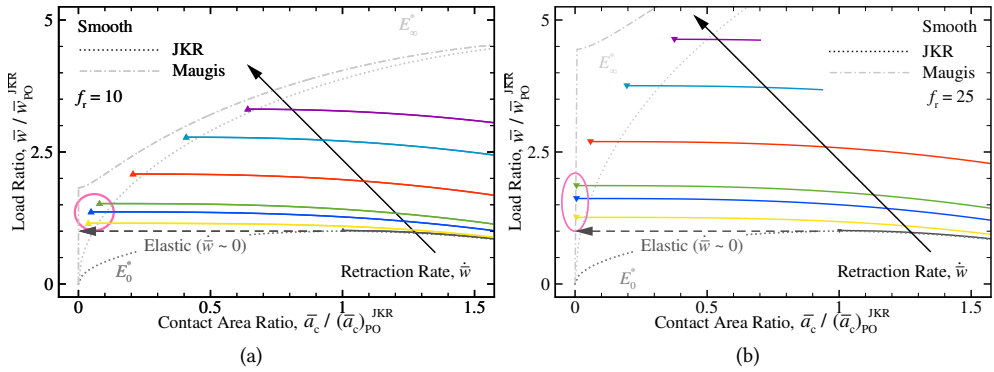 Smooth
JKR
Maugis
f_r = 10
E*_∞
5
2.5
0
Load Ratio, w̄ / w̄_PO^JKR
Elastic (w̄̇ ~ 0)
E*_0
Retraction Rate, w̄̇
0 0.5 1 1.5
Contact Area Ratio, ā_c / (ā_c)_PO^JKR
(a)
Smooth
JKR
Maugis
f_r = 25
E*_∞
5
2.5
0
Load Ratio, w̄ / w̄_PO^JKR
Elastic (w̄̇ ~ 0)
E*_0
Retraction Rate, w̄̇
0 0.5 1 1.5
Contact Area Ratio, ā_c / (ā_c)_PO^JKR
(b)